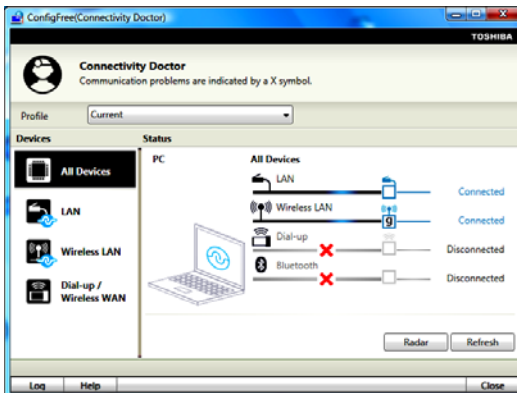 ConfigFree(Connectivity Doctor)
TOSHIBA
Connectivity Doctor
Communication problems are indicated by a X symbol.
Profile
Current
Devices
Status
All Devices
LAN
Wireless LAN
Dial-up /
Wireless WAN
PC
All Devices
LAN
Connected
Wireless LAN
g
Connected
Dial-up
Disconnected
Bluetooth
Disconnected
Radar
Refresh
Log
Help
Close